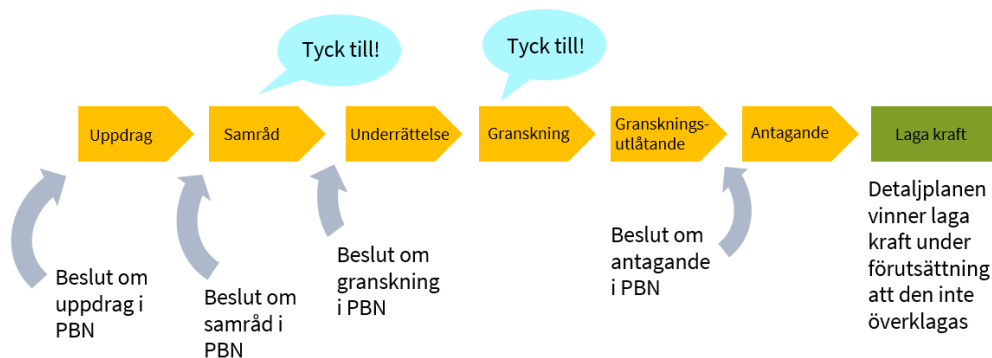 Tyck till!
Tyck till!
Uppdrag
Samråd
Underrättelse
Granskning
Gransknings-
utlåtande
Antagande
Laga kraft
Beslut om
uppdrag i
PBN
Beslut om
samråd i
PBN
Beslut om
granskning
i PBN
Beslut om
antagande
i PBN
Detaljplanen
vinner laga
kraft under
förutsättning
att den inte
överklagas